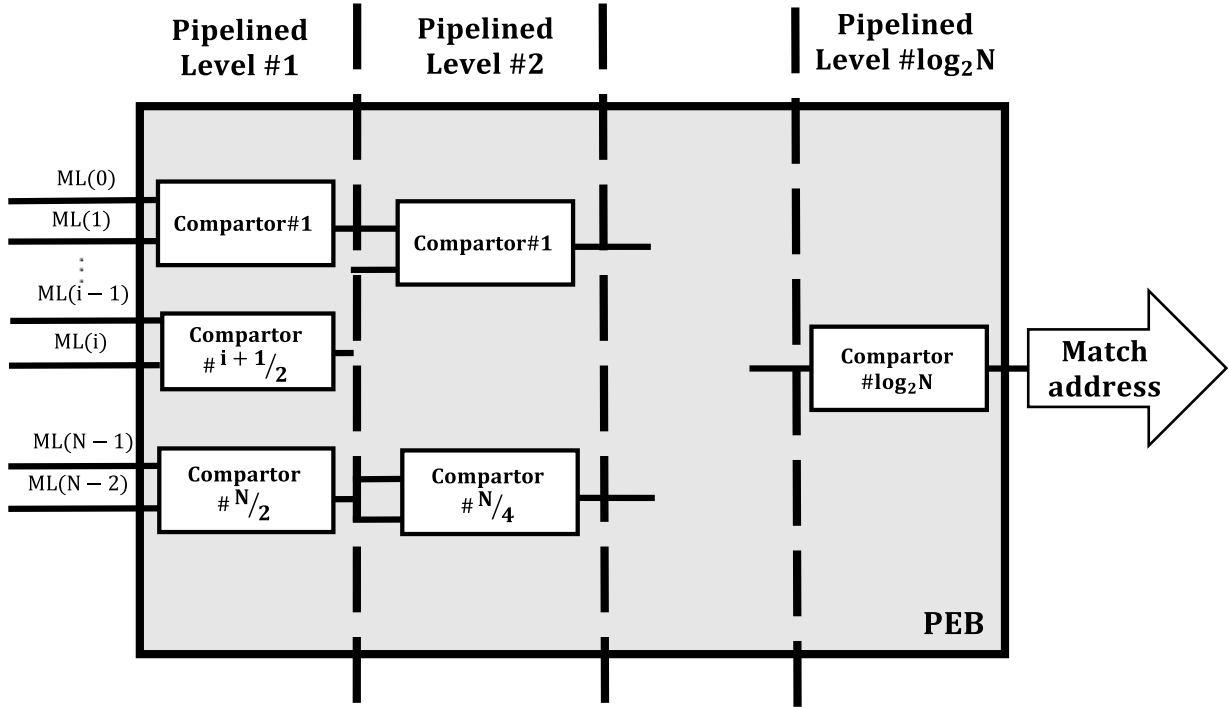 Pipelined
Level #1
Pipelined
Level #2
Pipelined
Level #log₂N
ML(0)
ML(1)
⋮
ML(i − 1)
ML(i)
ML(N − 1)
ML(N − 2)
Compartor#1
Compartor
# i + 1/2
Compartor
# N/2
Compartor#1
Compartor
# N/4
Compartor
#log₂N
Match
address
PEB